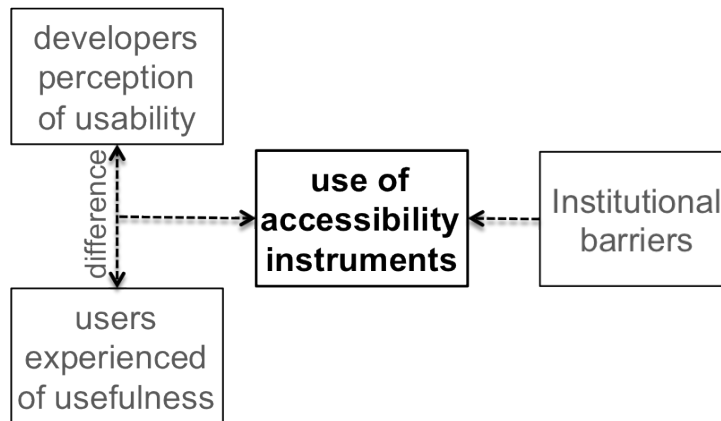 developers
perception
of usability
difference
use of
accessibility
instruments
Institutional
barriers
users
experienced
of usefulness